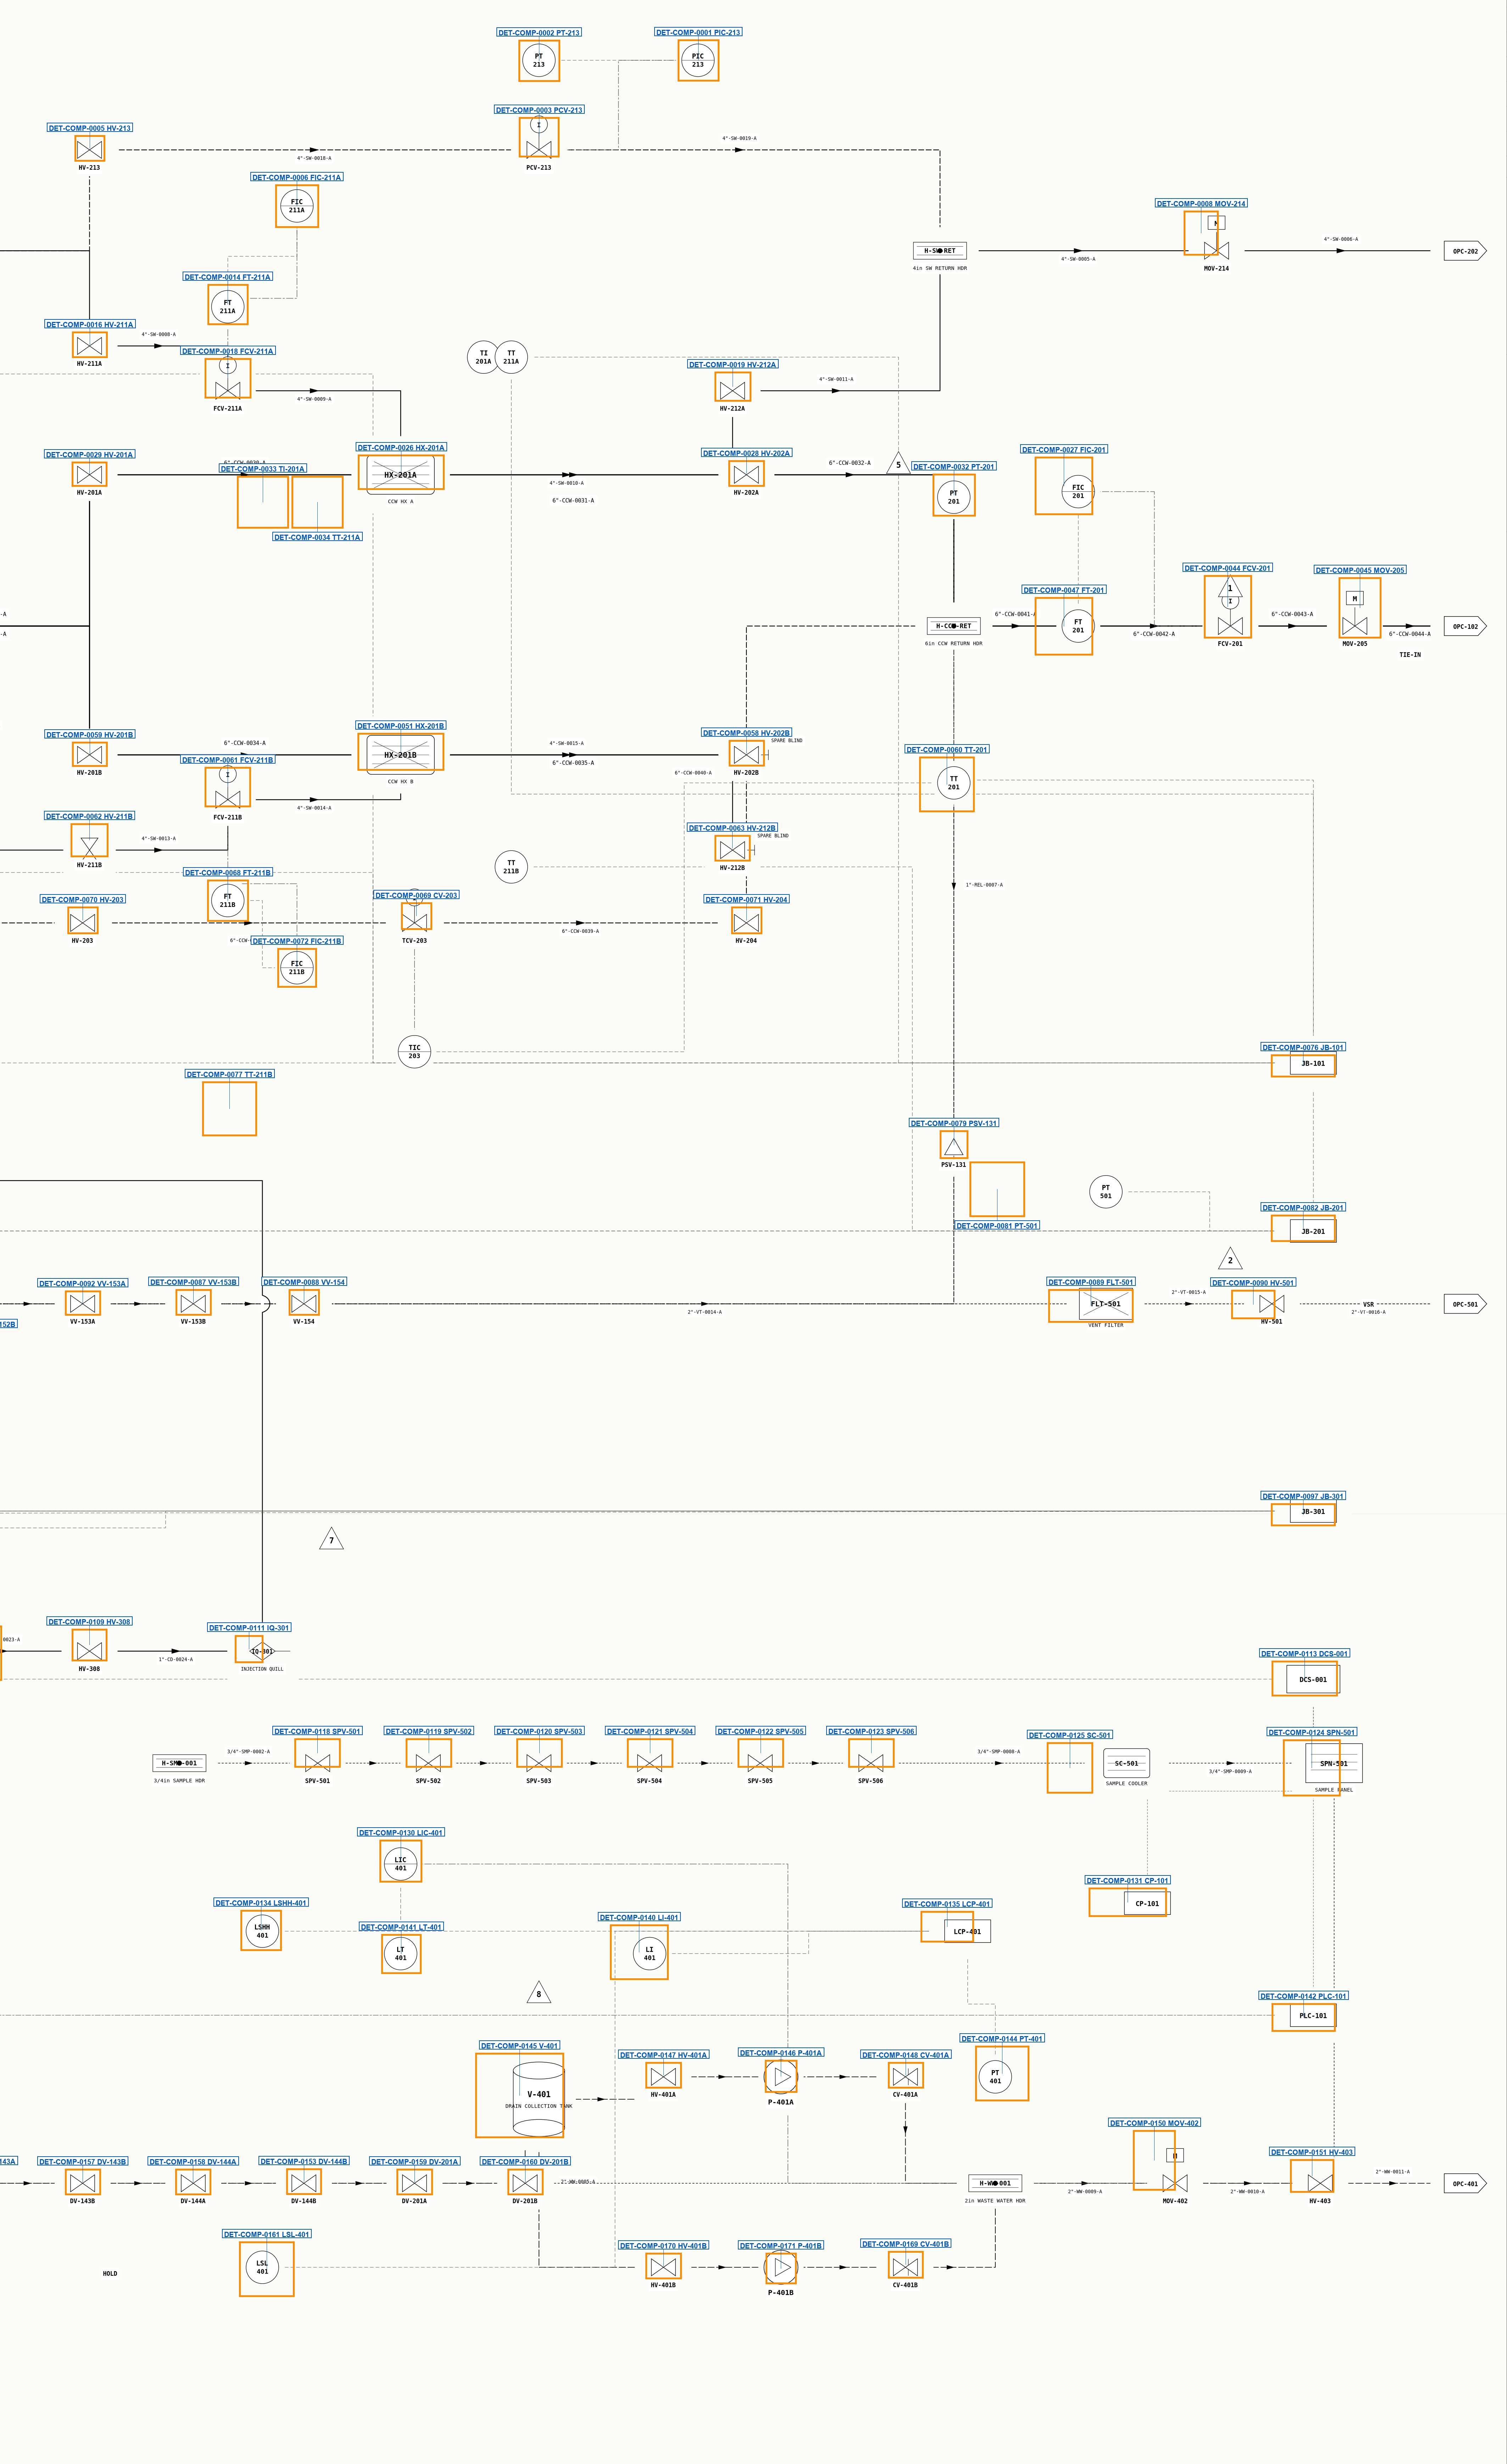 DET-COMP-0002 PT-213
DET-COMP-0001 PIC-213
PT
213
PIC
213
DET-COMP-0003 PCV-213
I
DET-COMP-0005 HV-213
4"-SW-0019-A
4"-SW-0018-A
HV-213
PCV-213
DET-COMP-0006 FIC-211A
FIC
211A
DET-COMP-0008 MOV-214
M
4"-SW-0006-A
H-SW-RET
OPC-202
4"-SW-0005-A
4in SW RETURN HDR
MOV-214
DET-COMP-0014 FT-211A
FT
211A
DET-COMP-0016 HV-211A
4"-SW-0008-A
HV-211A
DET-COMP-0018 FCV-211A
I
TI
201A
TT
211A
DET-COMP-0019 HV-212A
4"-SW-0011-A
4"-SW-0009-A
FCV-211A
HV-212A
DET-COMP-0026 HX-201A
DET-COMP-0027 FIC-201
DET-COMP-0029 HV-201A
DET-COMP-0028 HV-202A
6"-CCW-0030-A
DET-COMP-0033 TI-201A
6"-CCW-0032-A
5
DET-COMP-0032 PT-201
HX-201A
4"-SW-0010-A
HV-201A
HV-202A
CCW HX A
6"-CCW-0031-A
PT
201
FIC
201
DET-COMP-0034 TT-211A
DET-COMP-0044 FCV-201
DET-COMP-0045 MOV-205
DET-COMP-0047 FT-201
1
I
M
-A
6"-CCW-0041-A
6"-CCW-0043-A
H-CCW-RET
FT
201
OPC-102
-A
6"-CCW-0042-A
6"-CCW-0044-A
6in CCW RETURN HDR
FCV-201
MOV-205
TIE-IN
DET-COMP-0051 HX-201B
DET-COMP-0059 HV-201B
DET-COMP-0058 HV-202B
6"-CCW-0034-A
4"-SW-0015-A
SPARE BLIND
DET-COMP-0060 TT-201
HX-201B
DET-COMP-0061 FCV-211B
6"-CCW-0035-A
HV-201B
6"-CCW-0040-A
HV-202B
I
CCW HX B
TT
201
4"-SW-0014-A
FCV-211B
DET-COMP-0062 HV-211B
DET-COMP-0063 HV-212B
4"-SW-0013-A
SPARE BLIND
HV-211B
HV-212B
TT
211B
DET-COMP-0068 FT-211B
1"-REL-0007-A
FT
211B
DET-COMP-0070 HV-203
DET-COMP-0069 CV-203
DET-COMP-0071 HV-204
6"-CCW-0039-A
HV-203
6"-CCW-
DET-COMP-0072 FIC-211B
TCV-203
HV-204
FIC
211B
TIC
203
DET-COMP-0076 JB-101
JB-101
DET-COMP-0077 TT-211B
DET-COMP-0079 PSV-131
PSV-131
PT
501
DET-COMP-0081 PT-501
DET-COMP-0082 JB-201
JB-201
2
DET-COMP-0092 VV-153A
DET-COMP-0087 VV-153B
DET-COMP-0088 VV-154
DET-COMP-0089 FLT-501
DET-COMP-0090 HV-501
2"-VT-0015-A
FLT-501
VSR
OPC-501
2"-VT-0014-A
2"-VT-0016-A
152B
VV-153A
VV-153B
VV-154
VENT FILTER
HV-501
DET-COMP-0097 JB-301
JB-301
7
DET-COMP-0109 HV-308
DET-COMP-0111 IQ-301
0023-A
IQ-301
1"-CD-0024-A
HV-308
INJECTION QUILL
DET-COMP-0113 DCS-001
DCS-001
DET-COMP-0118 SPV-501
DET-COMP-0119 SPV-502
DET-COMP-0120 SPV-503
DET-COMP-0121 SPV-504
DET-COMP-0122 SPV-505
DET-COMP-0123 SPV-506
DET-COMP-0125 SC-501
DET-COMP-0124 SPN-501
3/4"-SMP-0002-A
3/4"-SMP-0008-A
H-SMP-001
SC-501
SPN-501
3/4"-SMP-0009-A
3/4in SAMPLE HDR
SPV-501
SPV-502
SPV-503
SPV-504
SPV-505
SPV-506
SAMPLE COOLER
SAMPLE PANEL
DET-COMP-0130 LIC-401
LIC
401
DET-COMP-0131 CP-101
CP-101
DET-COMP-0134 LSHH-401
DET-COMP-0135 LCP-401
DET-COMP-0141 LT-401
DET-COMP-0140 LI-401
LSHH
401
LCP-401
LT
401
LI
401
8
DET-COMP-0142 PLC-101
PLC-101
DET-COMP-0145 V-401
DET-COMP-0147 HV-401A
DET-COMP-0146 P-401A
DET-COMP-0148 CV-401A
DET-COMP-0144 PT-401
PT
401
V-401
HV-401A
P-401A
CV-401A
DRAIN COLLECTION TANK
DET-COMP-0150 MOV-402
M
143A
DET-COMP-0157 DV-143B
DET-COMP-0158 DV-144A
DET-COMP-0153 DV-144B
DET-COMP-0159 DV-201A
DET-COMP-0160 DV-201B
DET-COMP-0151 HV-403
2"-WW-0011-A
2"-WW-0005-A
H-WW-001
OPC-401
2"-WW-0009-A
2"-WW-0010-A
DV-143B
DV-144A
DV-144B
DV-201A
DV-201B
2in WASTE WATER HDR
MOV-402
HV-403
DET-COMP-0161 LSL-401
DET-COMP-0170 HV-401B
DET-COMP-0171 P-401B
DET-COMP-0169 CV-401B
LSL
401
HOLD
HV-401B
P-401B
CV-401B